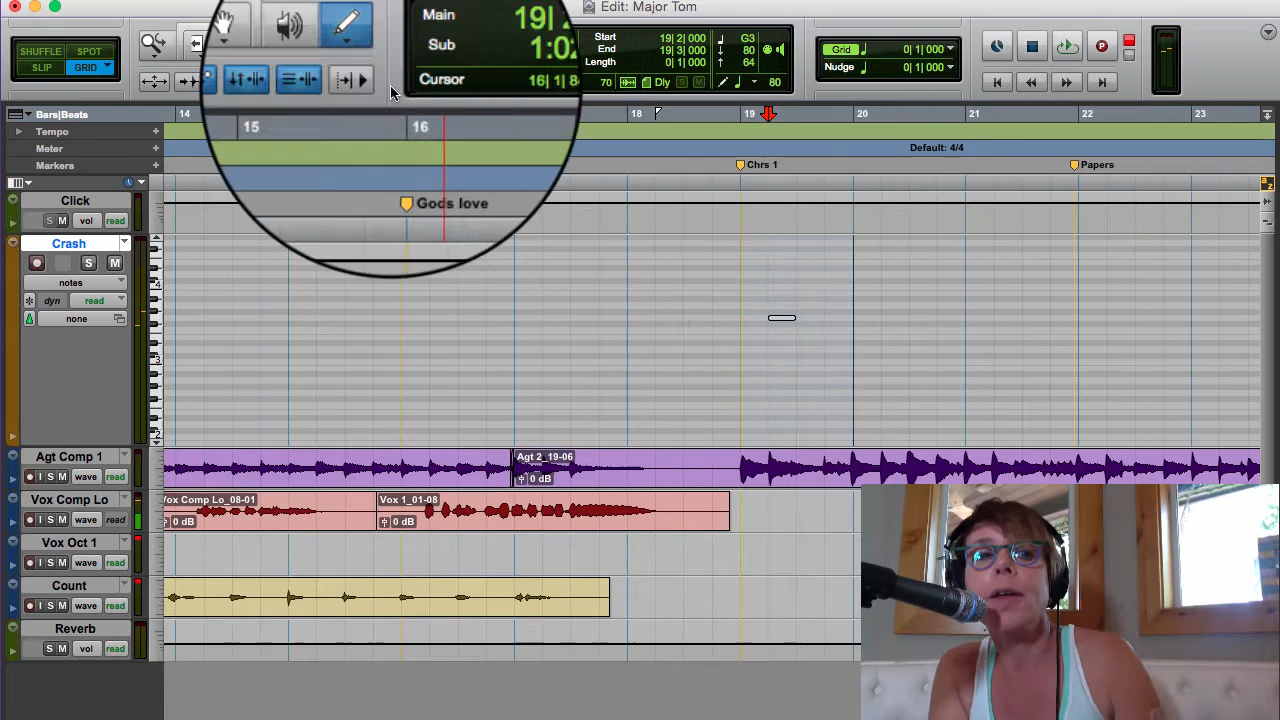 Edit: Major Tom
SHUFFLE SPOT
SLIP GRID
Main 19| 2
Sub 1:02
Cursor 16| 1| 8
Start 19| 2| 000
End 19| 3| 000
Length 0| 1| 000
G3
80
64
70 Dly S M 80
Grid 0| 1| 000
Nudge 0| 1| 000
Bars|Beats
14 15 16 18 19 20 21 22 23
Tempo
Meter
Default: 4/4
Markers
Gods love
Chrs 1
Papers
Click
S M vol read
Crash
S M
notes
dyn read
none
4
3
2
Agt Comp 1
I S M wave read
Agt 2_19-06
0 dB
Vox Comp Lo
I S M wave read
Vox Comp Lo_08-01
0 dB
Vox 1_01-08
0 dB
Vox Oct 1
I S M wave read
Count
I S M wave read
Reverb
S M vol read